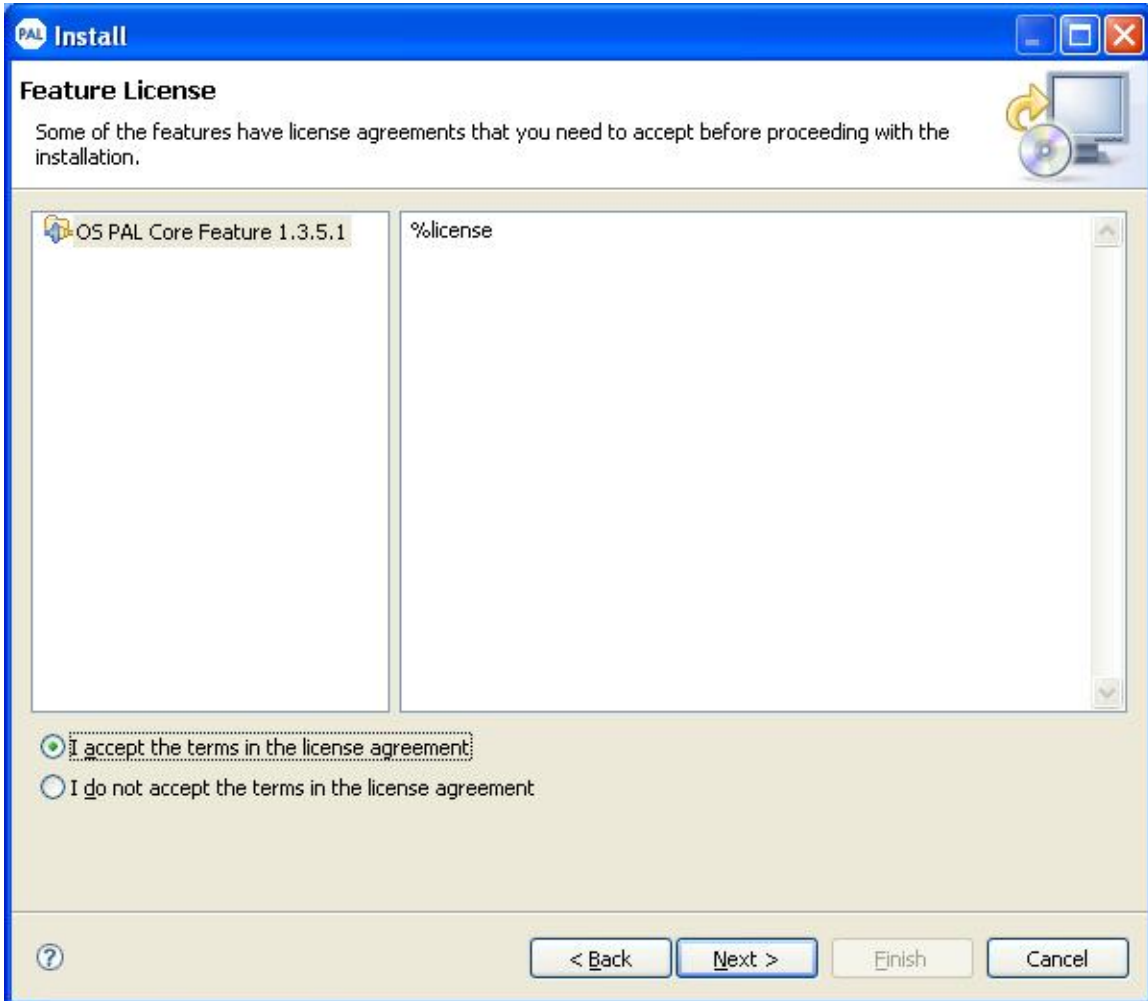 PAL Install
Feature License
Some of the features have license agreements that you need to accept before proceeding with the
installation.
OS PAL Core Feature 1.3.5.1
%license
I accept the terms in the license agreement
I do not accept the terms in the license agreement
?
< Back
Next >
Finish
Cancel